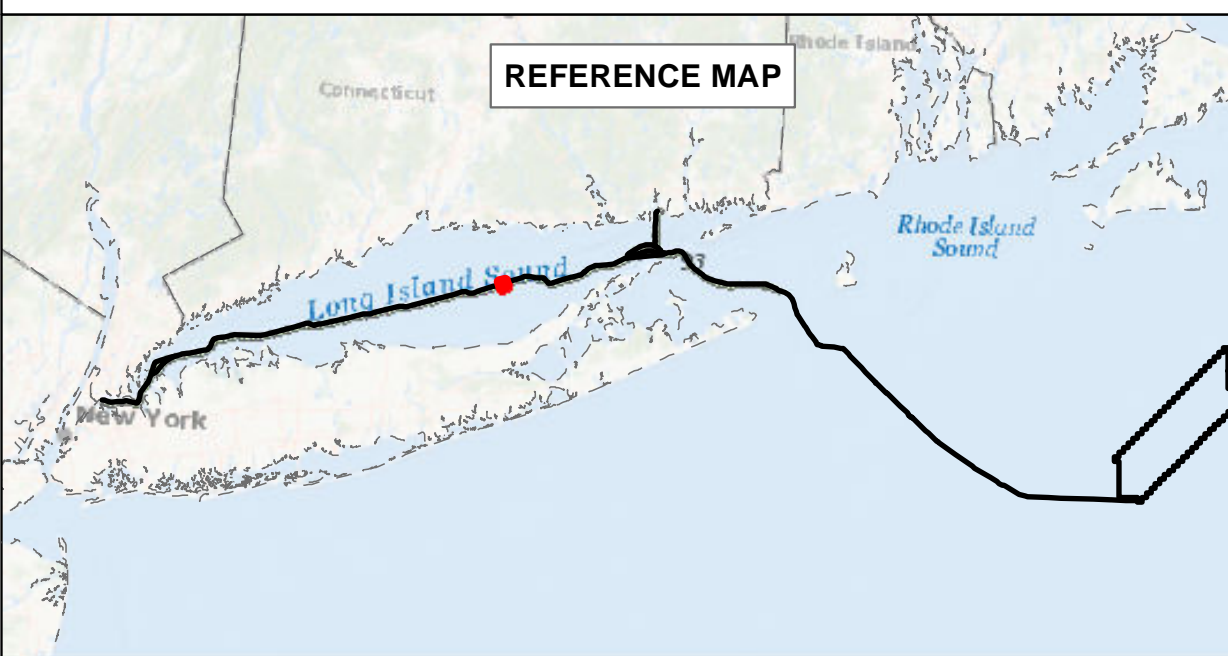 REFERENCE MAP
Rhode Island
Connecticut
Rhode Island
Sound
Long Island Sound
New York